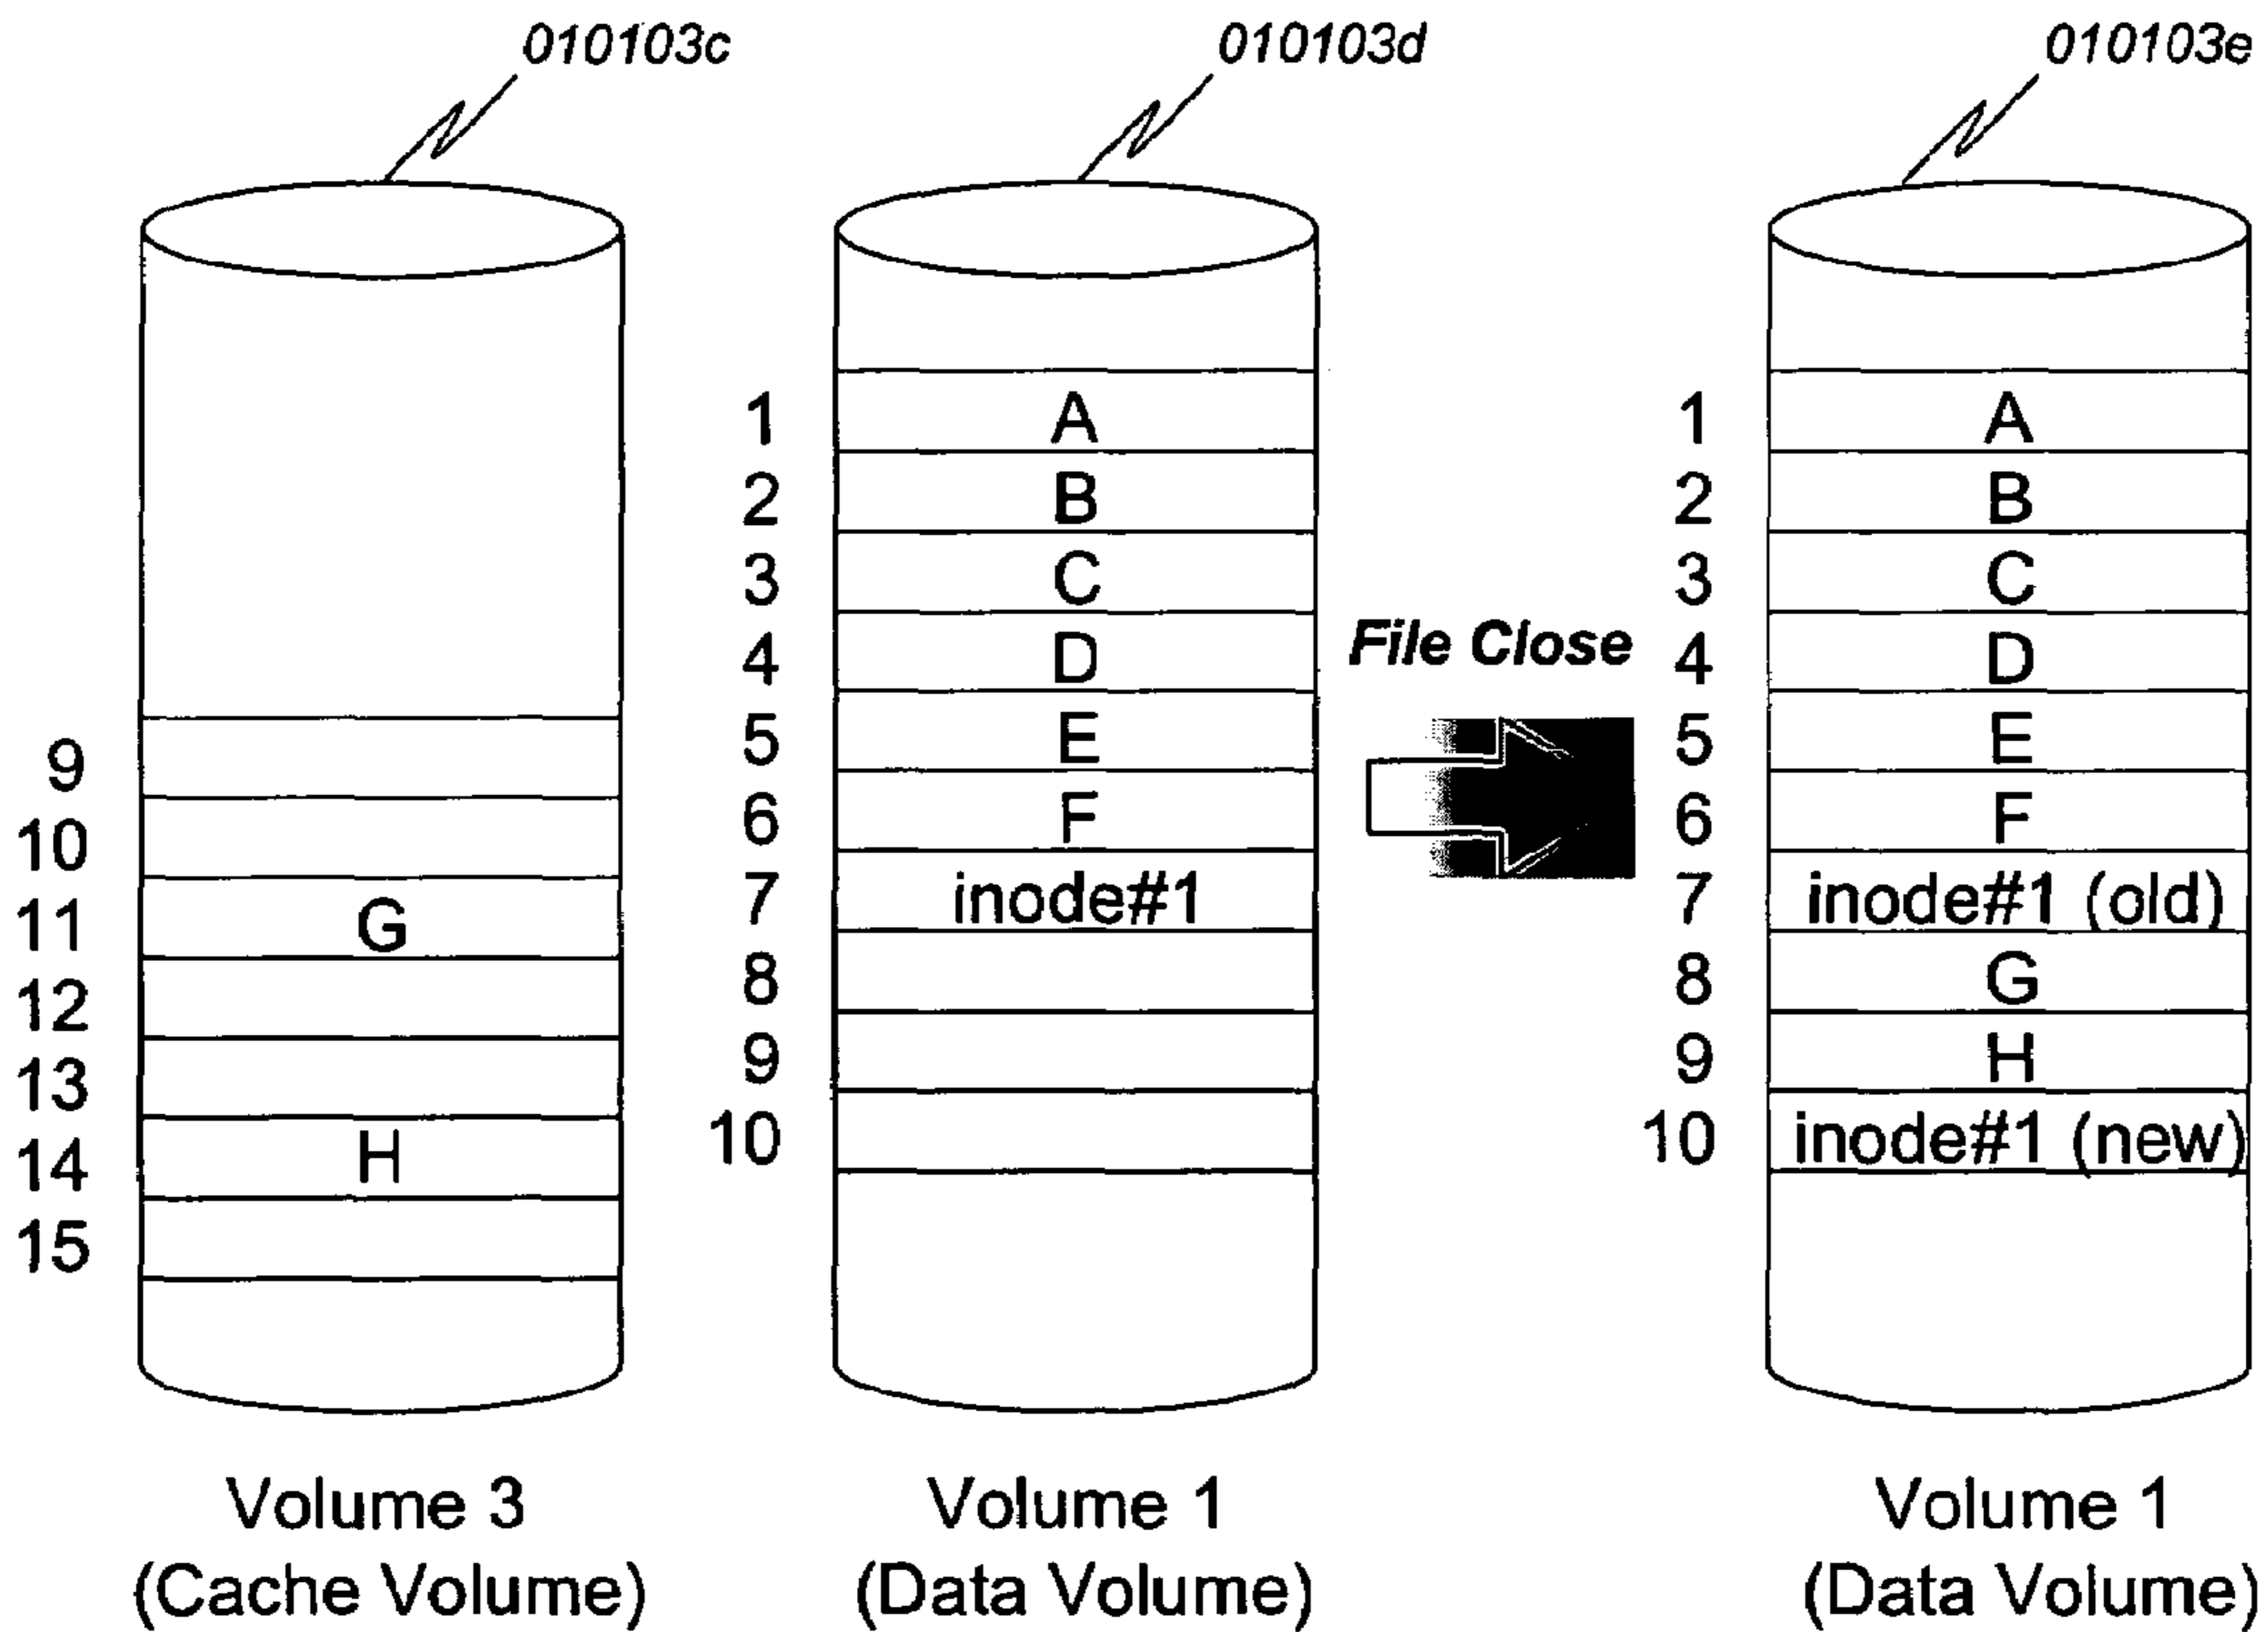 010103c
010103d
010103e
9
10
11 G
12
13
14 H
15
1 A
2 B
3 C
4 D
5 E
6 F
7 inode#1
8
9
10
File Close
1 A
2 B
3 C
4 D
5 E
6 F
7 inode#1 (old)
8 G
9 H
10 inode#1 (new)
Volume 3
(Cache Volume)
Volume 1
(Data Volume)
Volume 1
(Data Volume)